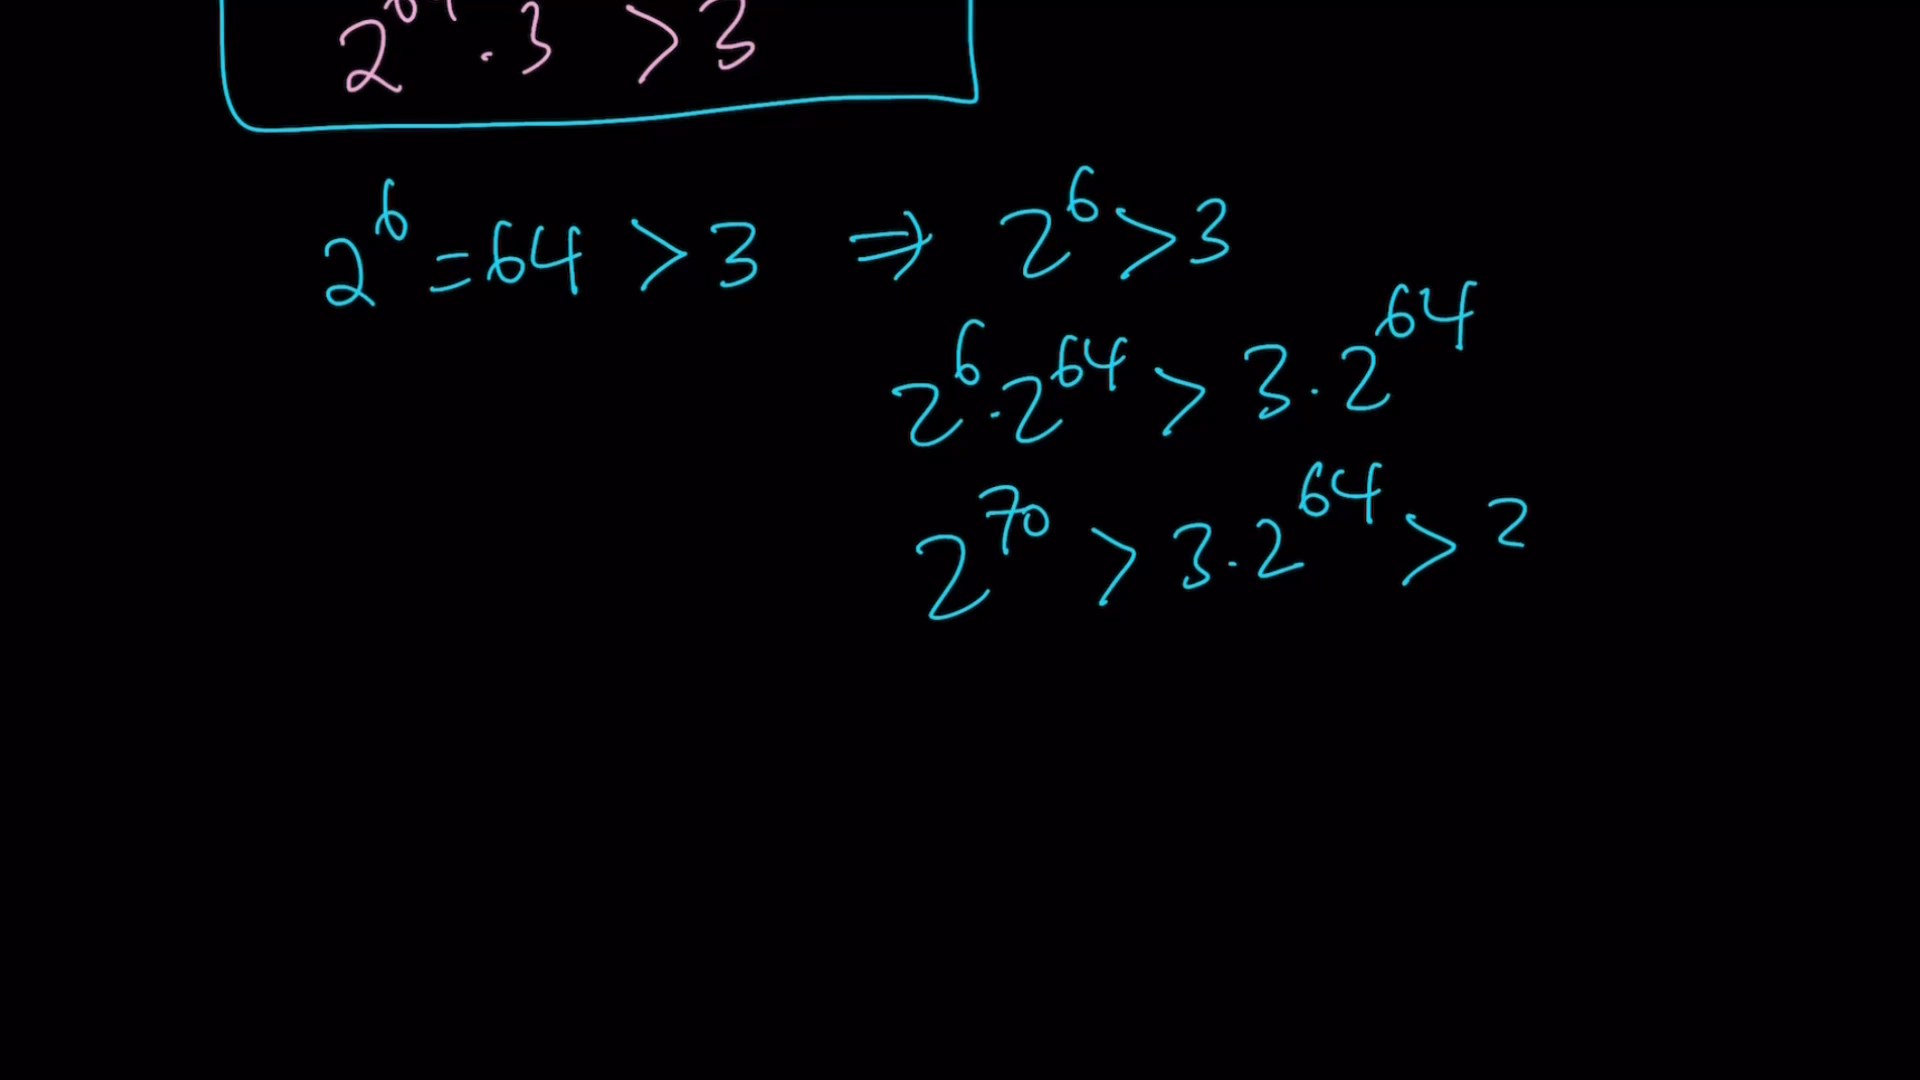 2^64 · 3 > 3
2^6 = 64 > 3 ⇒ 2^6 > 3
2^6 · 2^64 > 3 · 2^64
2^70 > 3 · 2^64 > 2